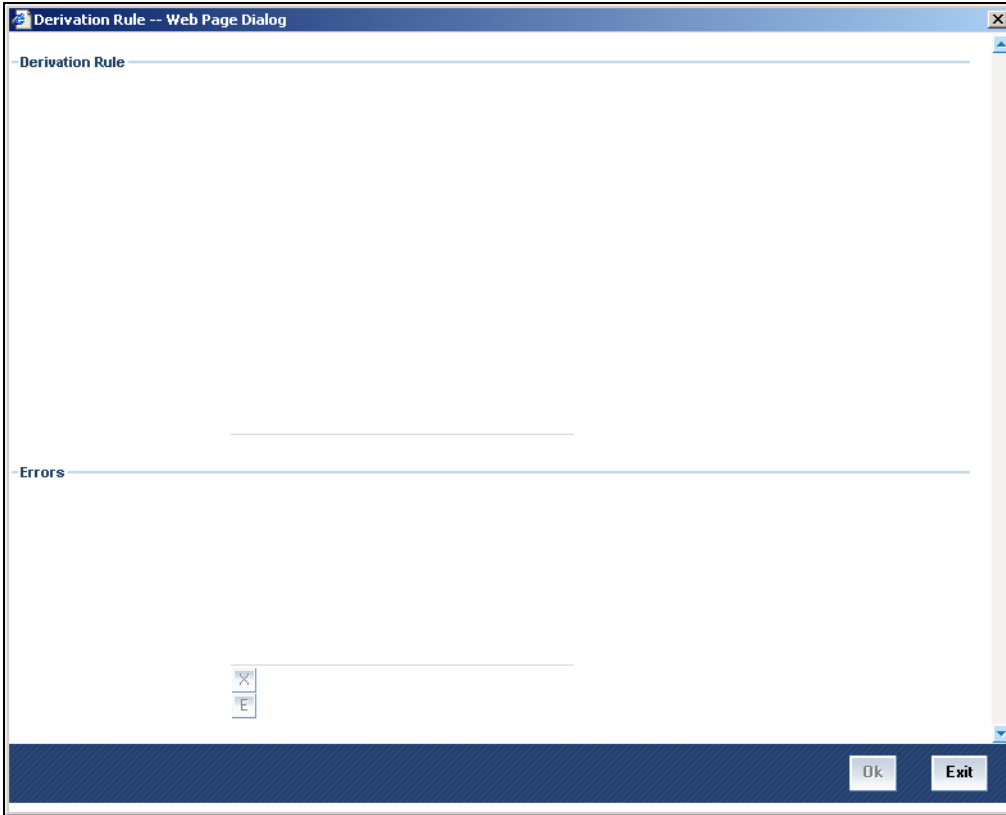 Derivation Rule -- Web Page Dialog
Derivation Rule
Errors
X
E
Ok
Exit